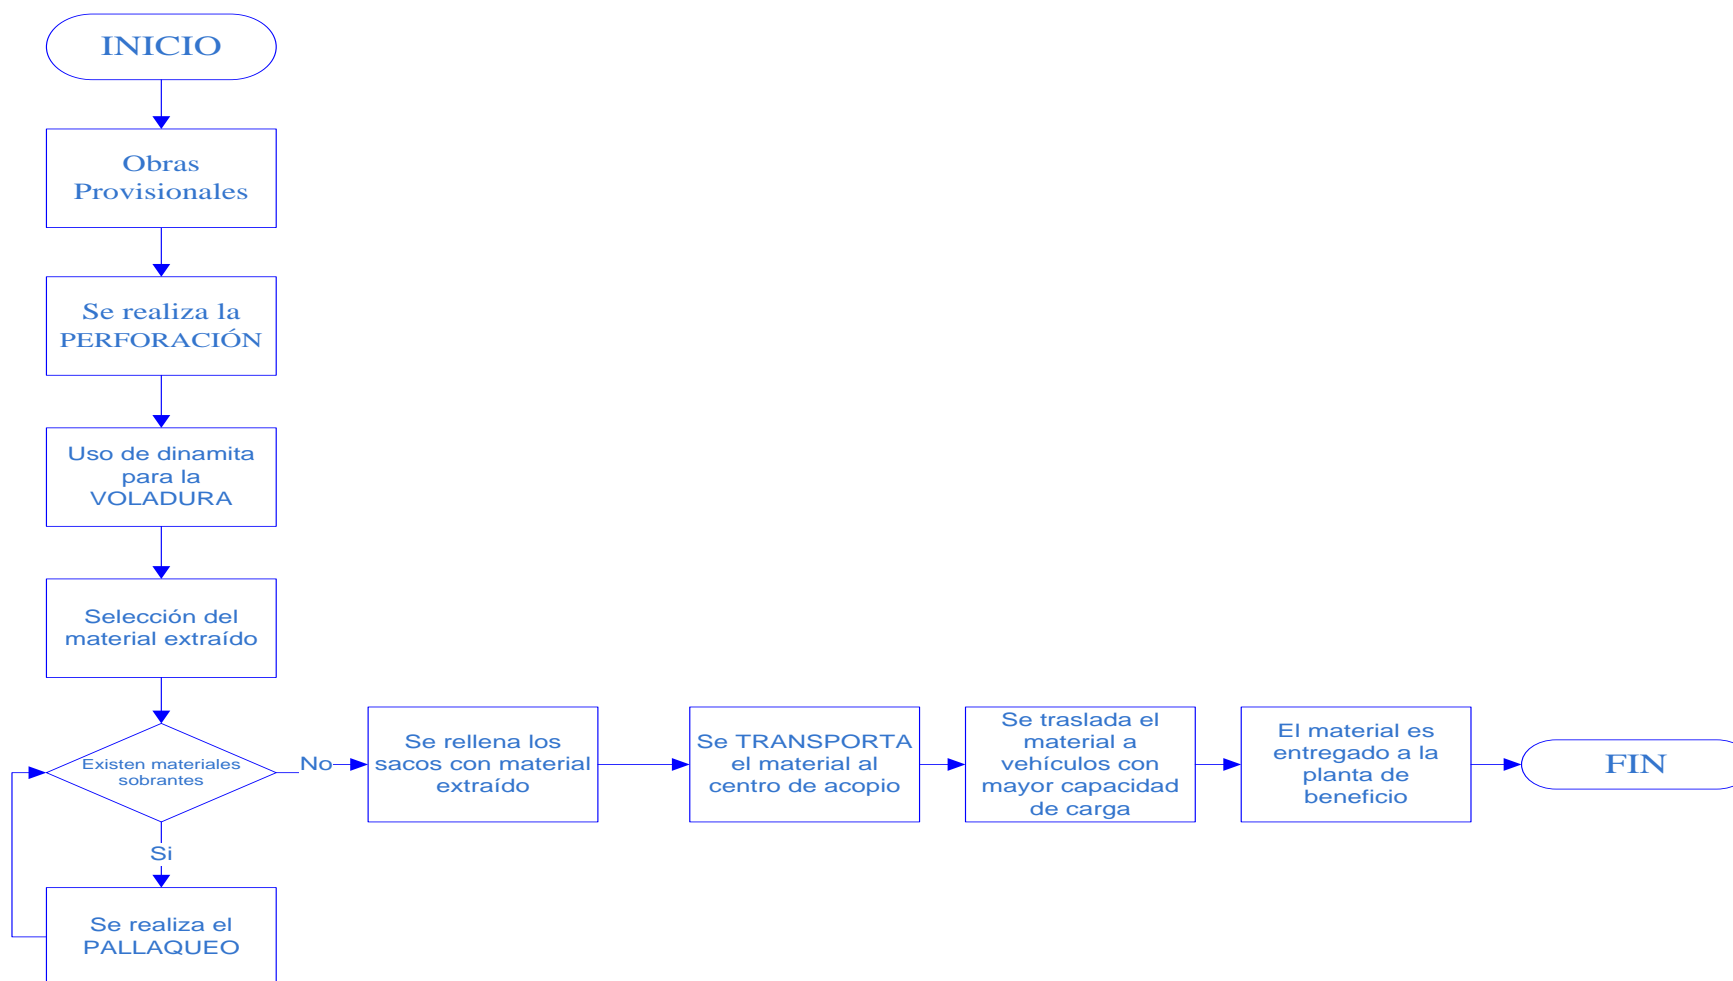 INICIO
Obras
Provisionales
Se realiza la
PERFORACIÓN
Uso de dinamita
para la
VOLADURA
Selección del
material extraído
Existen materiales
sobrantes
No
Se rellena los
sacos con material
extraído
Se TRANSPORTA
el material al
centro de acopio
Se traslada el
material a
vehículos con
mayor capacidad
de carga
El material es
entregado a la
planta de
beneficio
FIN
Si
Se realiza el
PALLAQUEO